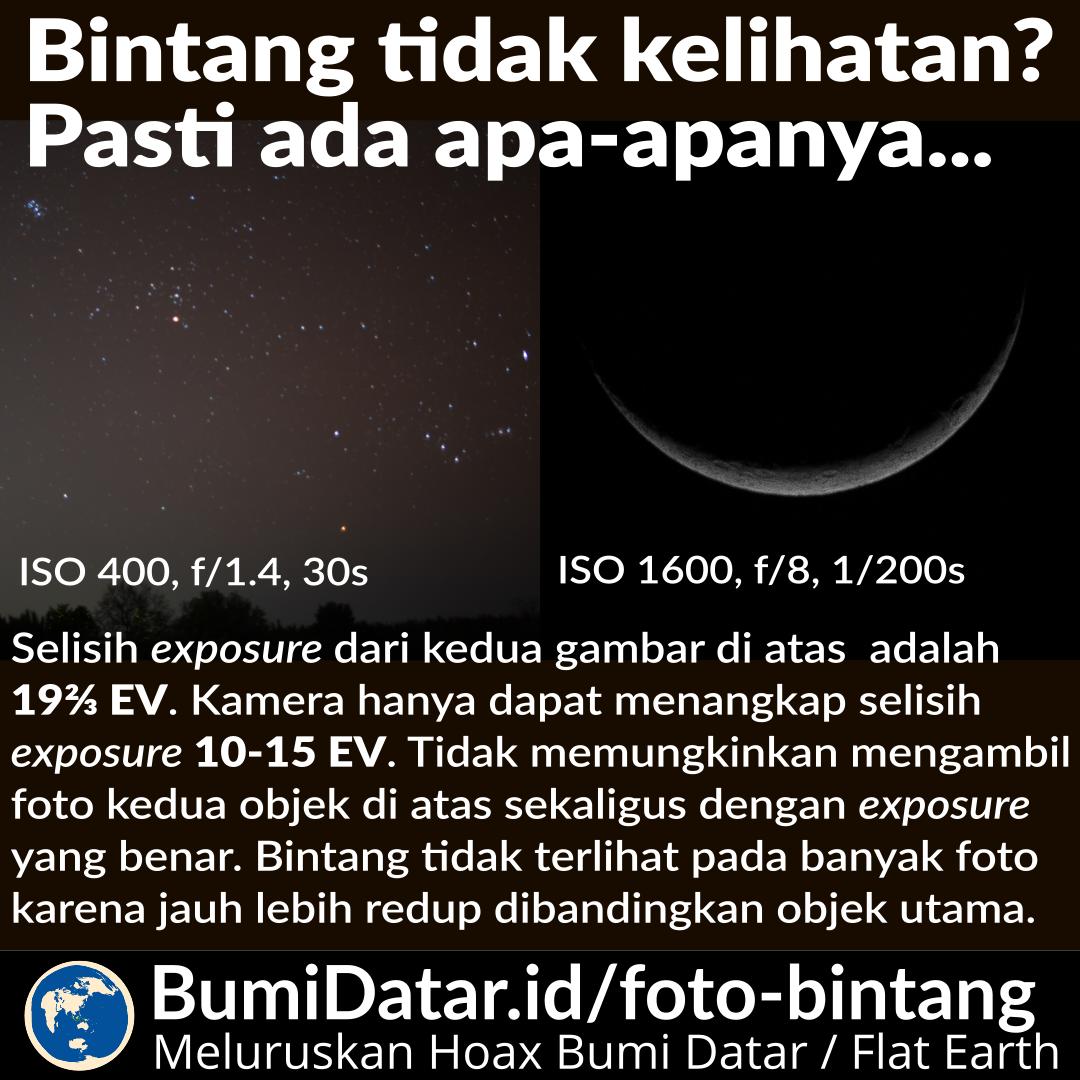 Bintang tidak kelihatan?
Pasti ada apa-apanya...
ISO 400, f/1.4, 30s
ISO 1600, f/8, 1/200s
Selisih exposure dari kedua gambar di atas adalah
19⅔ EV. Kamera hanya dapat menangkap selisih
exposure 10-15 EV. Tidak memungkinkan mengambil
foto kedua objek di atas sekaligus dengan exposure
yang benar. Bintang tidak terlihat pada banyak foto
karena jauh lebih redup dibandingkan objek utama.
BumiDatar.id/foto-bintang
Meluruskan Hoax Bumi Datar / Flat Earth